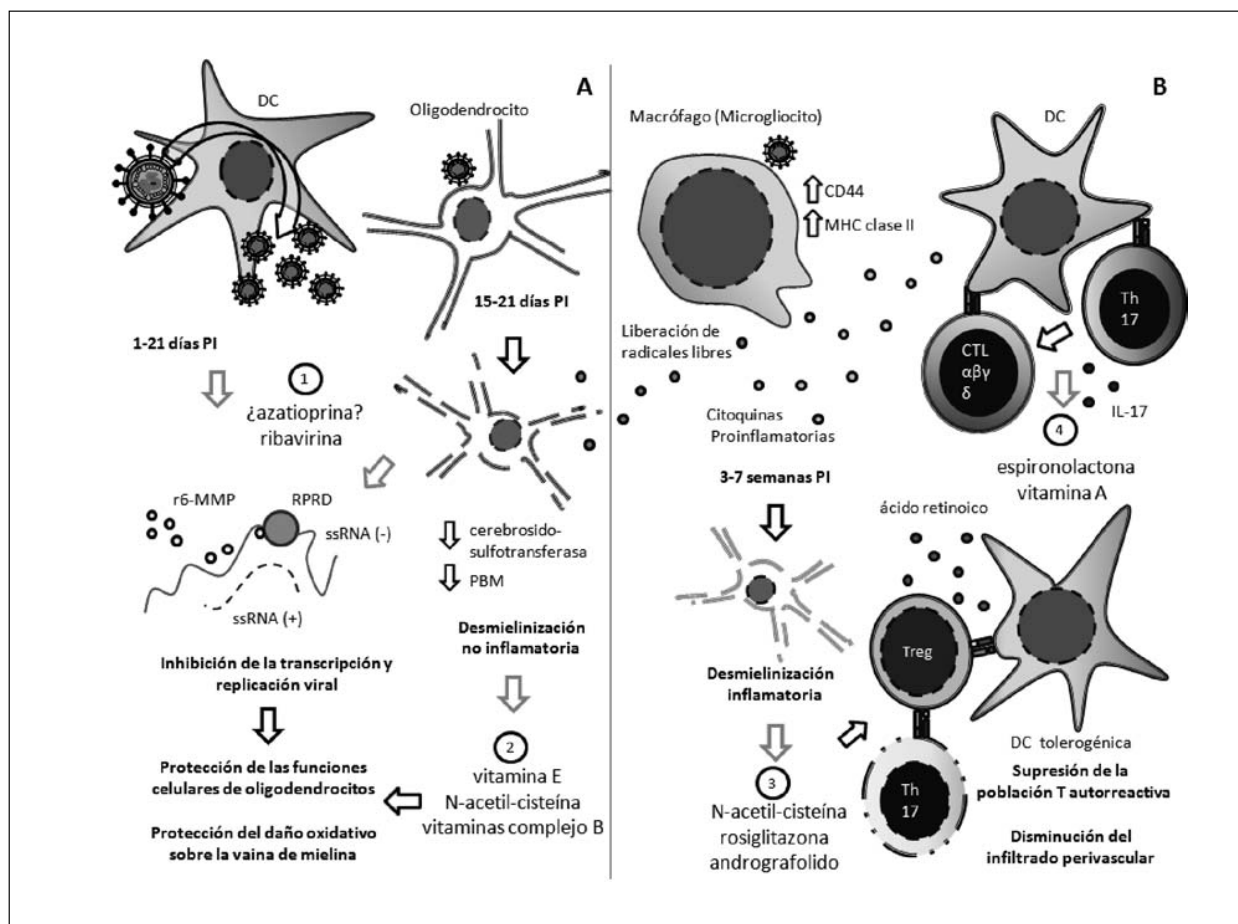 A
DC
Oligodendrocito
15-21 días PI
1-21 días PI
1
¿azatioprina?
ribavirina
r6-MMP
RPRD
ssRNA (-)
ssRNA (+)
cerebrosido-
sulfotransferasa
PBM
Inhibición de la transcripción y
replicación viral
Desmielinización
no inflamatoria
Protección de las funciones
celulares de oligodendrocitos
Protección del daño oxidativo
sobre la vaina de mielina
2
vitamina E
N-acetil-cisteína
vitaminas complejo B
B
Macrófago (Microgliocito)
CD44
MHC clase II
DC
Th
17
CTL
αβγ
δ
IL-17
Liberación de
radicales libres
Citoquinas
Proinflamatorias
4
espironolactona
vitamina A
3-7 semanas PI
ácido retinoico
Treg
Desmielinización
inflamatoria
3
N-acetil-cisteína
rosiglitazona
andrografolido
Th
17
DC tolerogénica
Supresión de la
población T autorreactiva
Disminución del
infiltrado perivascular